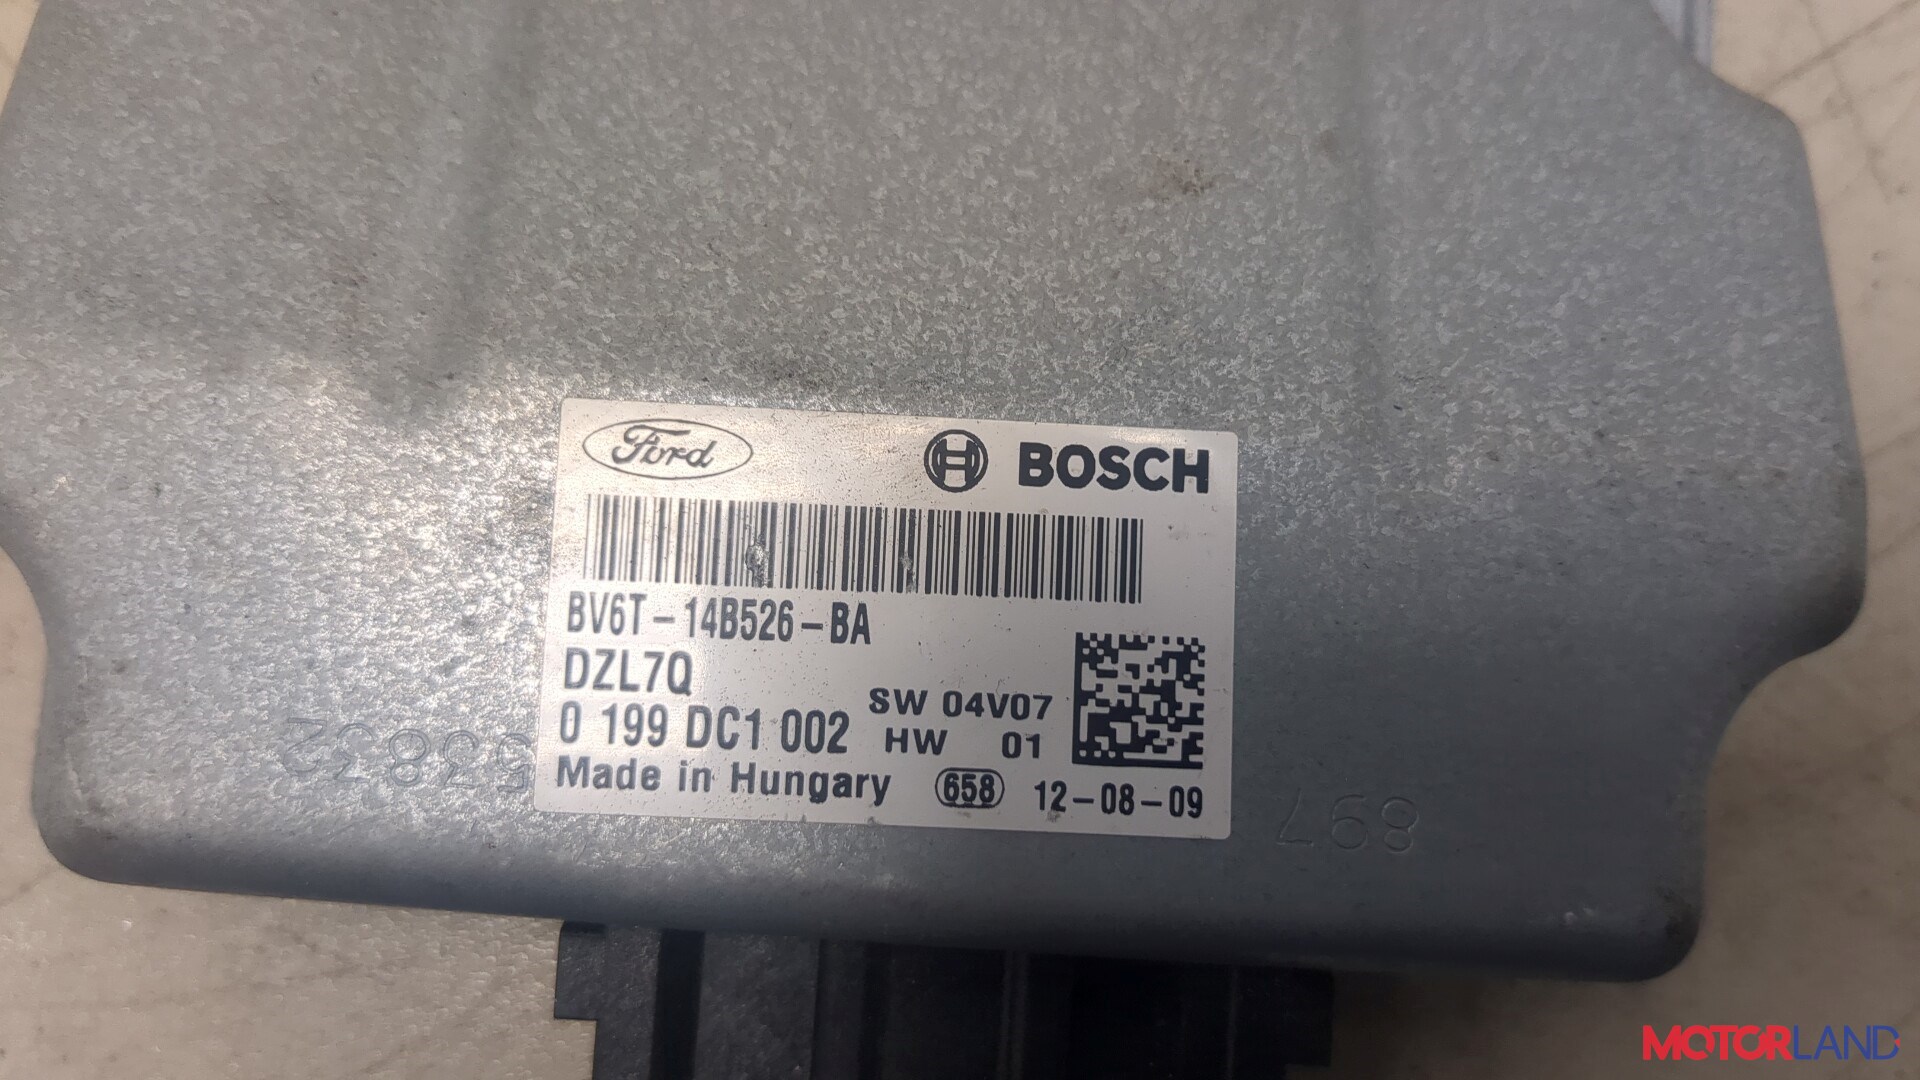 Ford BOSCH
BV6T-14B526-BA
DZL7Q
0 199 DC1 002 SW 04V07
HW 01
Made in Hungary 658 12-08-09
53832
897
MOTORLAND